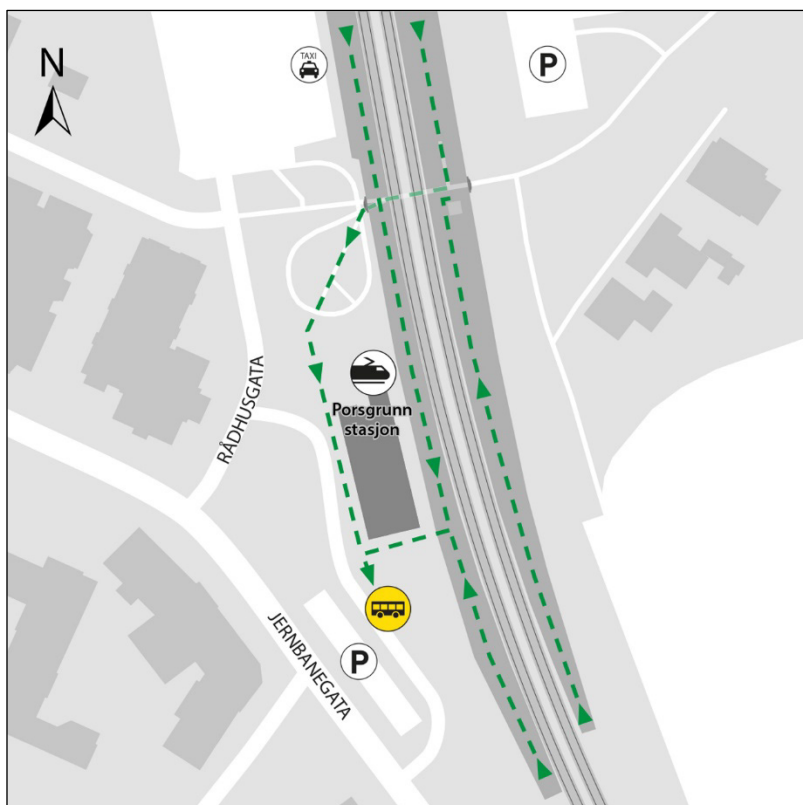 TAXI
P
N
Porsgrunn
stasjon
RÅDHUSGATA
JERNBANEGATA
P